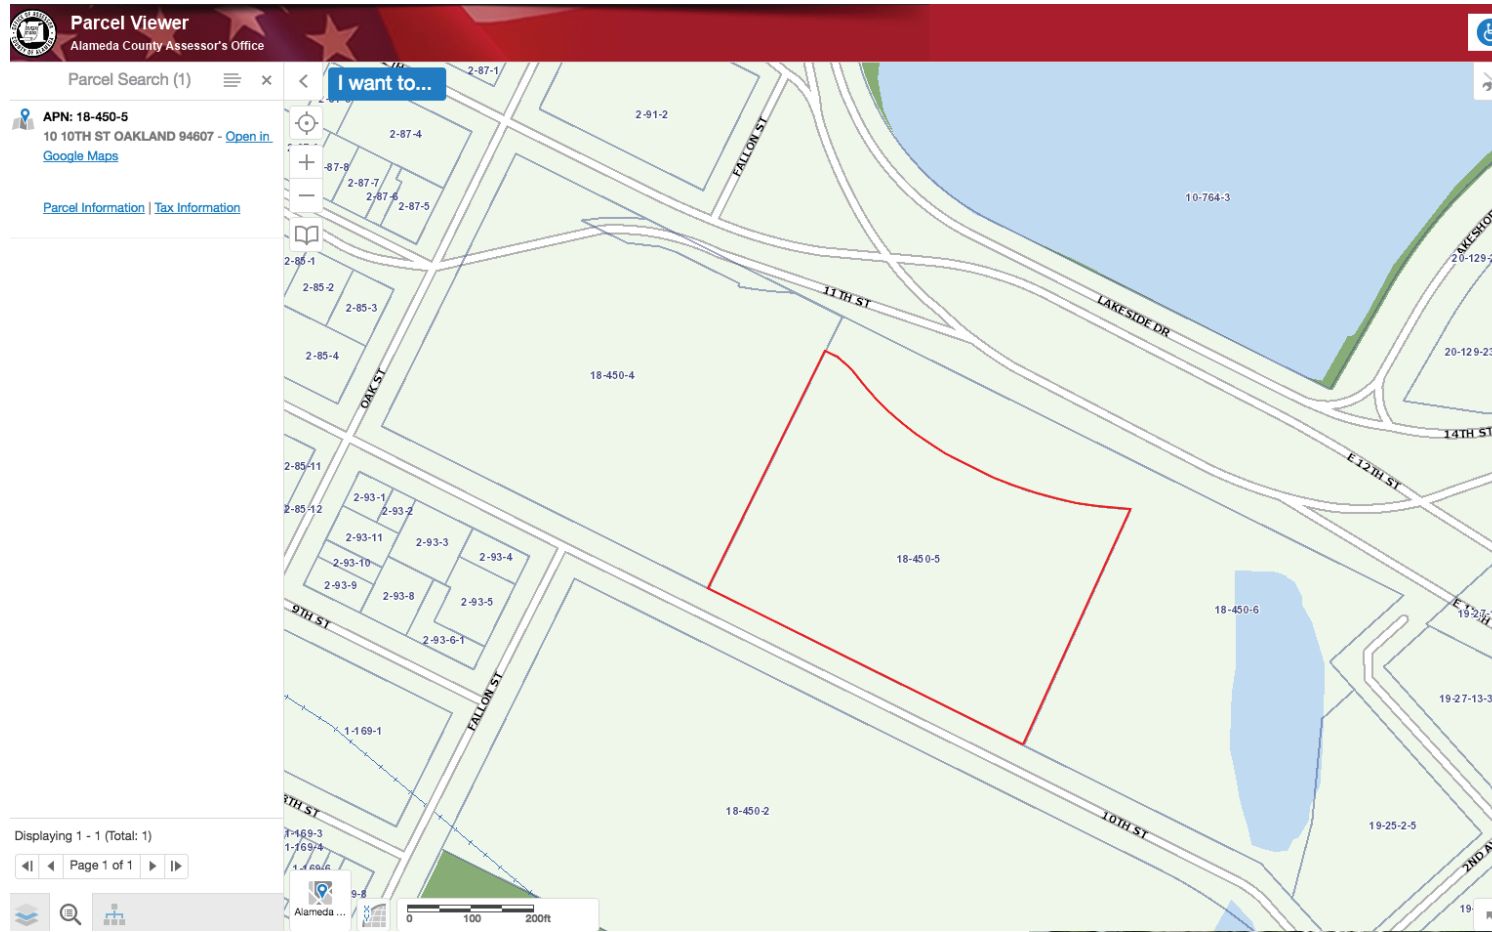 Parcel Viewer
Alameda County Assessor's Office
Parcel Search (1)
I want to...
APN: 18-450-5
10 10TH ST OAKLAND 94607 - Open in
Google Maps
Parcel Information | Tax Information
Displaying 1 - 1 (Total: 1)
Page 1 of 1
Alameda ...
0 100 200ft
2-87-1
2-91-2
2-87-4
87-8
2-87-7
2-87-6
2-87-5
FALLON ST
10-764-3
2-85-1
2-85-2
2-85-3
2-85-4
11TH ST
LAKESIDE DR
20-129-23
18-450-4
OAK ST
14TH ST
E 12TH ST
2-85-11
2-85-12
2-93-1
2-93-2
2-93-11
2-93-3
2-93-10
2-93-4
2-93-9
2-93-8
2-93-5
2-93-6-1
18-450-5
18-450-6
9TH ST
FALLON ST
1-169-1
19-27-13-3
18-450-2
10TH ST
19-25-2-5
8TH ST
1-169-3
1-169-4
1-169-6
2ND AV